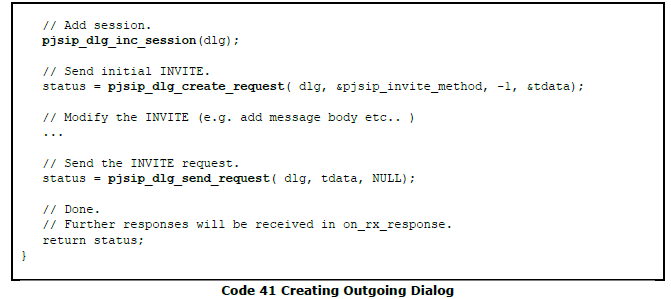 // Add session.
pjsip_dlg_inc_session(dlg);
// Send initial INVITE.
status = pjsip_dlg_create_request( dlg, &pjsip_invite_method, -1, &tdata);
// Modify the INVITE (e.g. add message body etc.. )
...
// Send the INVITE request.
status = pjsip_dlg_send_request( dlg, tdata, NULL);
// Done.
// Further responses will be received in on_rx_response.
return status;
}
Code 41 Creating Outgoing Dialog